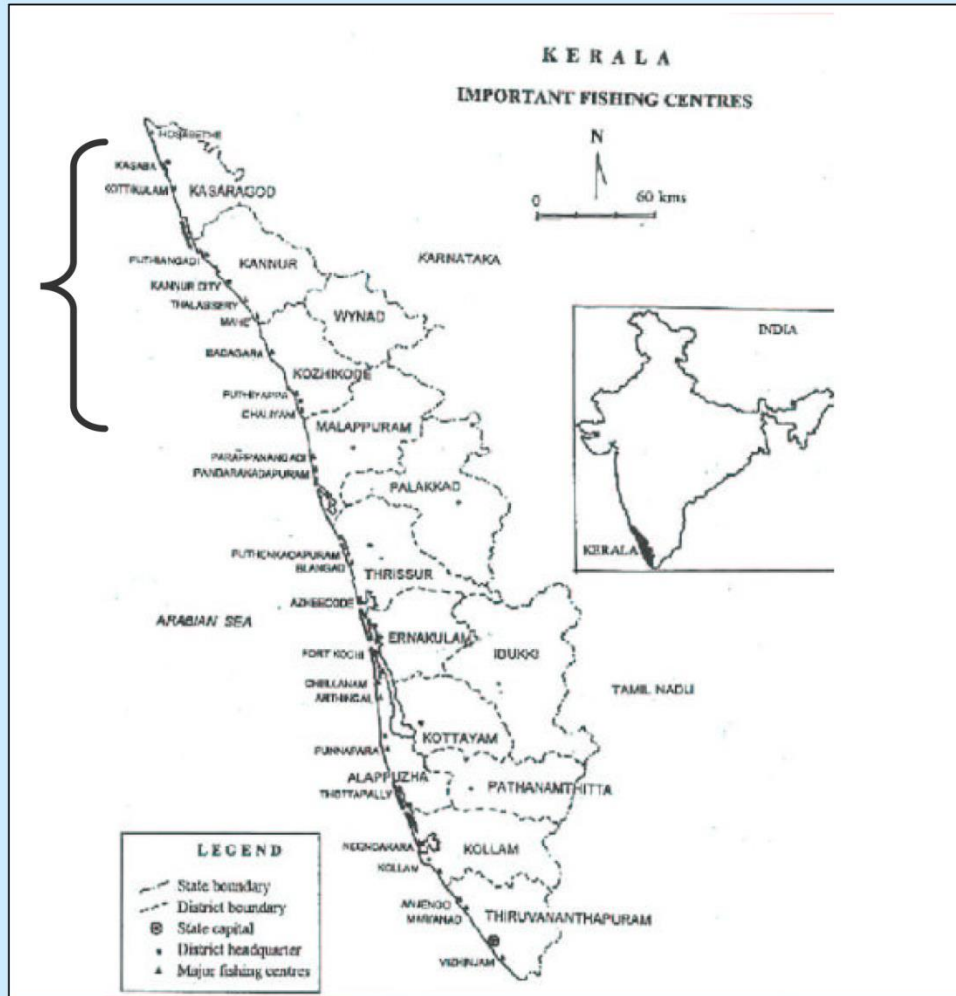 KERALA
IMPORTANT FISHING CENTRES
N
0 60 kms
HOSABETHE
KASABA
KOTTIKULAM
KASARAGOD
KARNATAKA
PUTHIANGADI
KANNUR
KANNUR CITY
THALASSERY
WYNAD
MAHE
INDIA
BADAGARA
KOZHIKODE
PUTHIYAPPA
CHALIYAM
MALAPPURAM
PARAPPANANGADI
PANDARAKADAPURAM
PALAKKAD
KERALA
PUTHENKADAPURAM
BLANGAD
THRISSUR
AZHEECODE
ARABIAN SEA
ERNAKULAM
FORT KOCHI
IDUKKI
CHELLANAM
TAMIL NADU
ARTHINGAL
KOTTAYAM
PUNNAPARA
ALAPPUZHA
PATHANAMTHITTA
THOTTAPALLY
NEENDAKARA
KOLLAM
KOLLAM
ANJENGO
MARIANAD
THIRUVANANTHAPURAM
VIZHINJAM
LEGEND
State boundary
District boundary
State capital
District headquarter
Major fishing centres